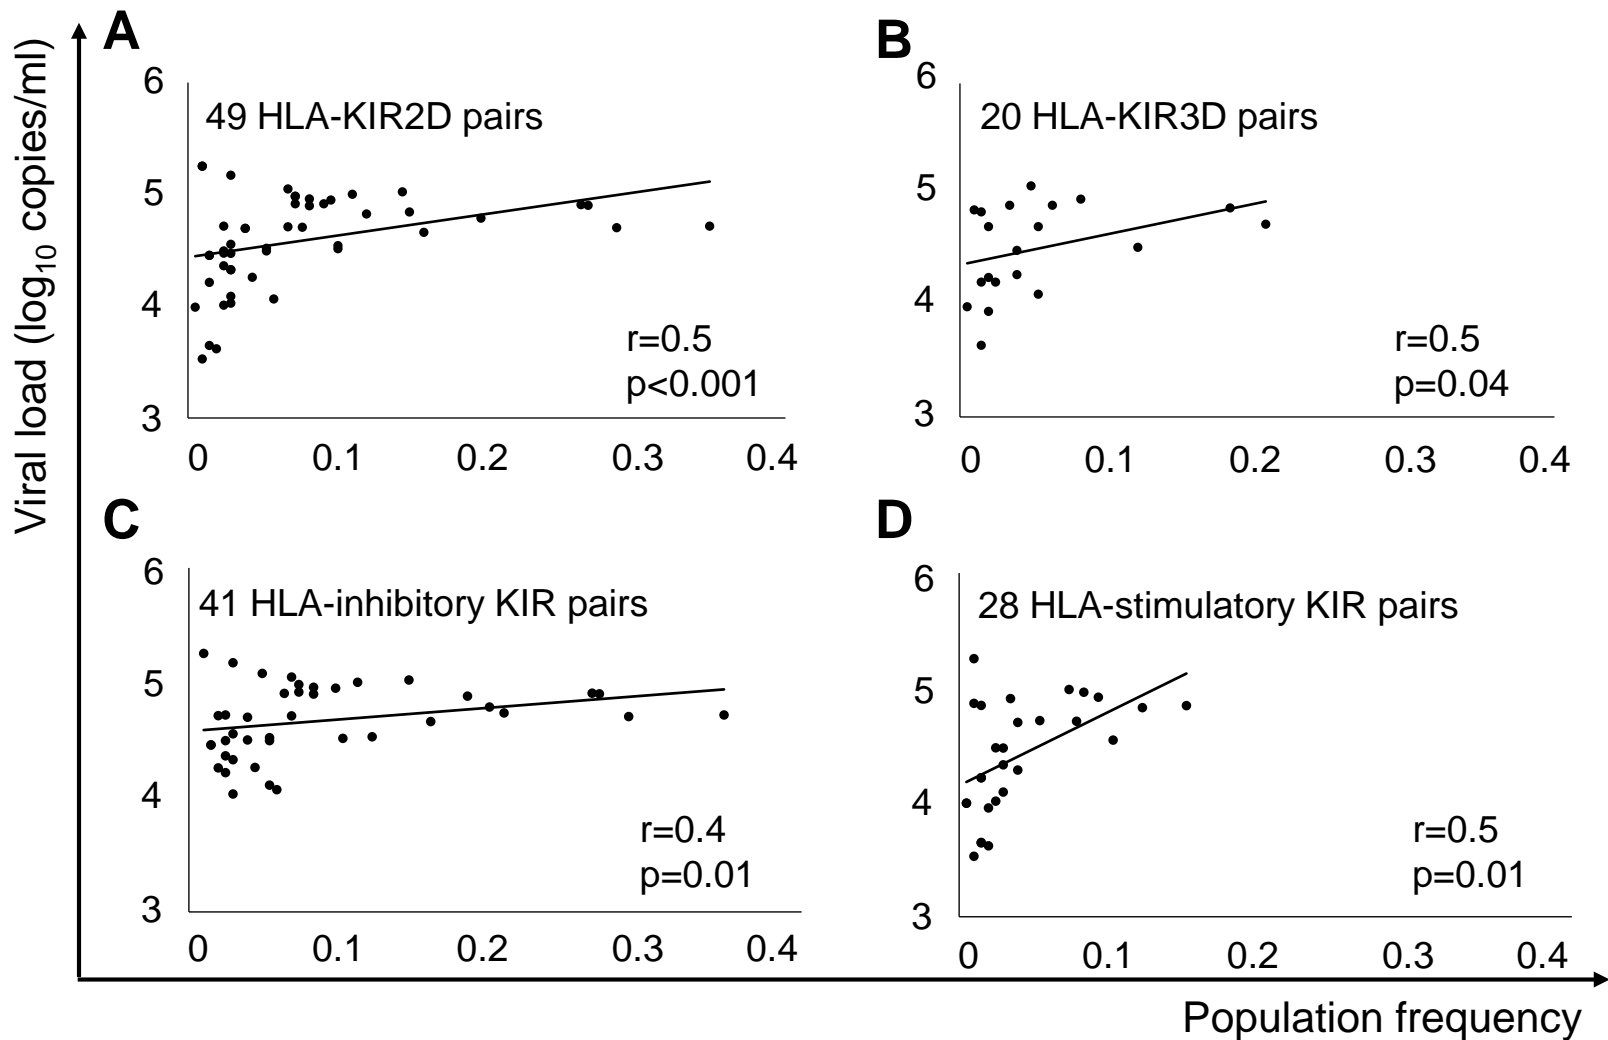 Viral load (log10 copies/ml)
A
6
49 HLA-KIR2D pairs
5
4
r=0.5
p<0.001
3
0 0.1 0.2 0.3 0.4
B
6
20 HLA-KIR3D pairs
5
4
r=0.5
p=0.04
3
0 0.1 0.2 0.3 0.4
C
6
41 HLA-inhibitory KIR pairs
5
4
r=0.4
p=0.01
3
0 0.1 0.2 0.3 0.4
D
6
28 HLA-stimulatory KIR pairs
5
4
r=0.5
p=0.01
3
0 0.1 0.2 0.3 0.4
Population frequency